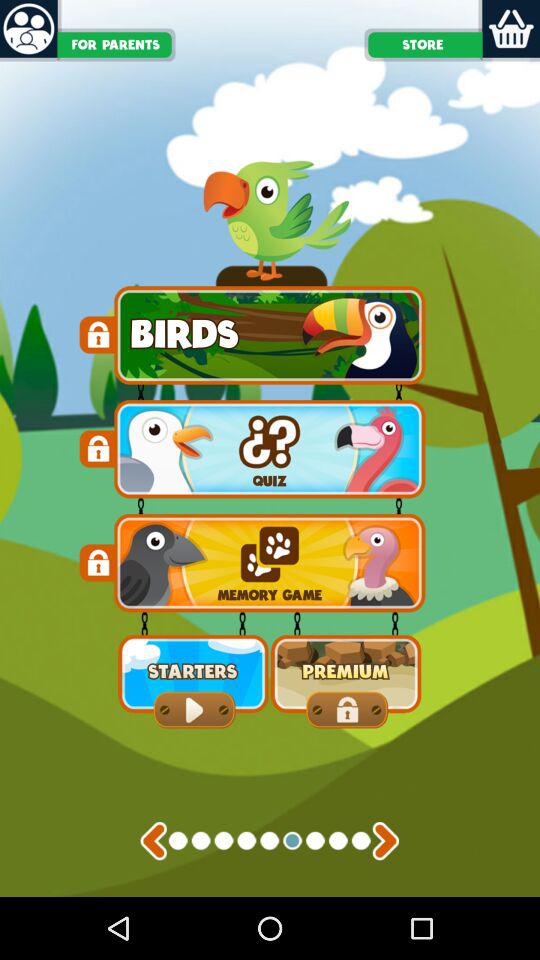 FOR PARENTS
STORE
BIRDS
¿?
QUIZ
MEMORY GAME
STARTERS
PREMIUM